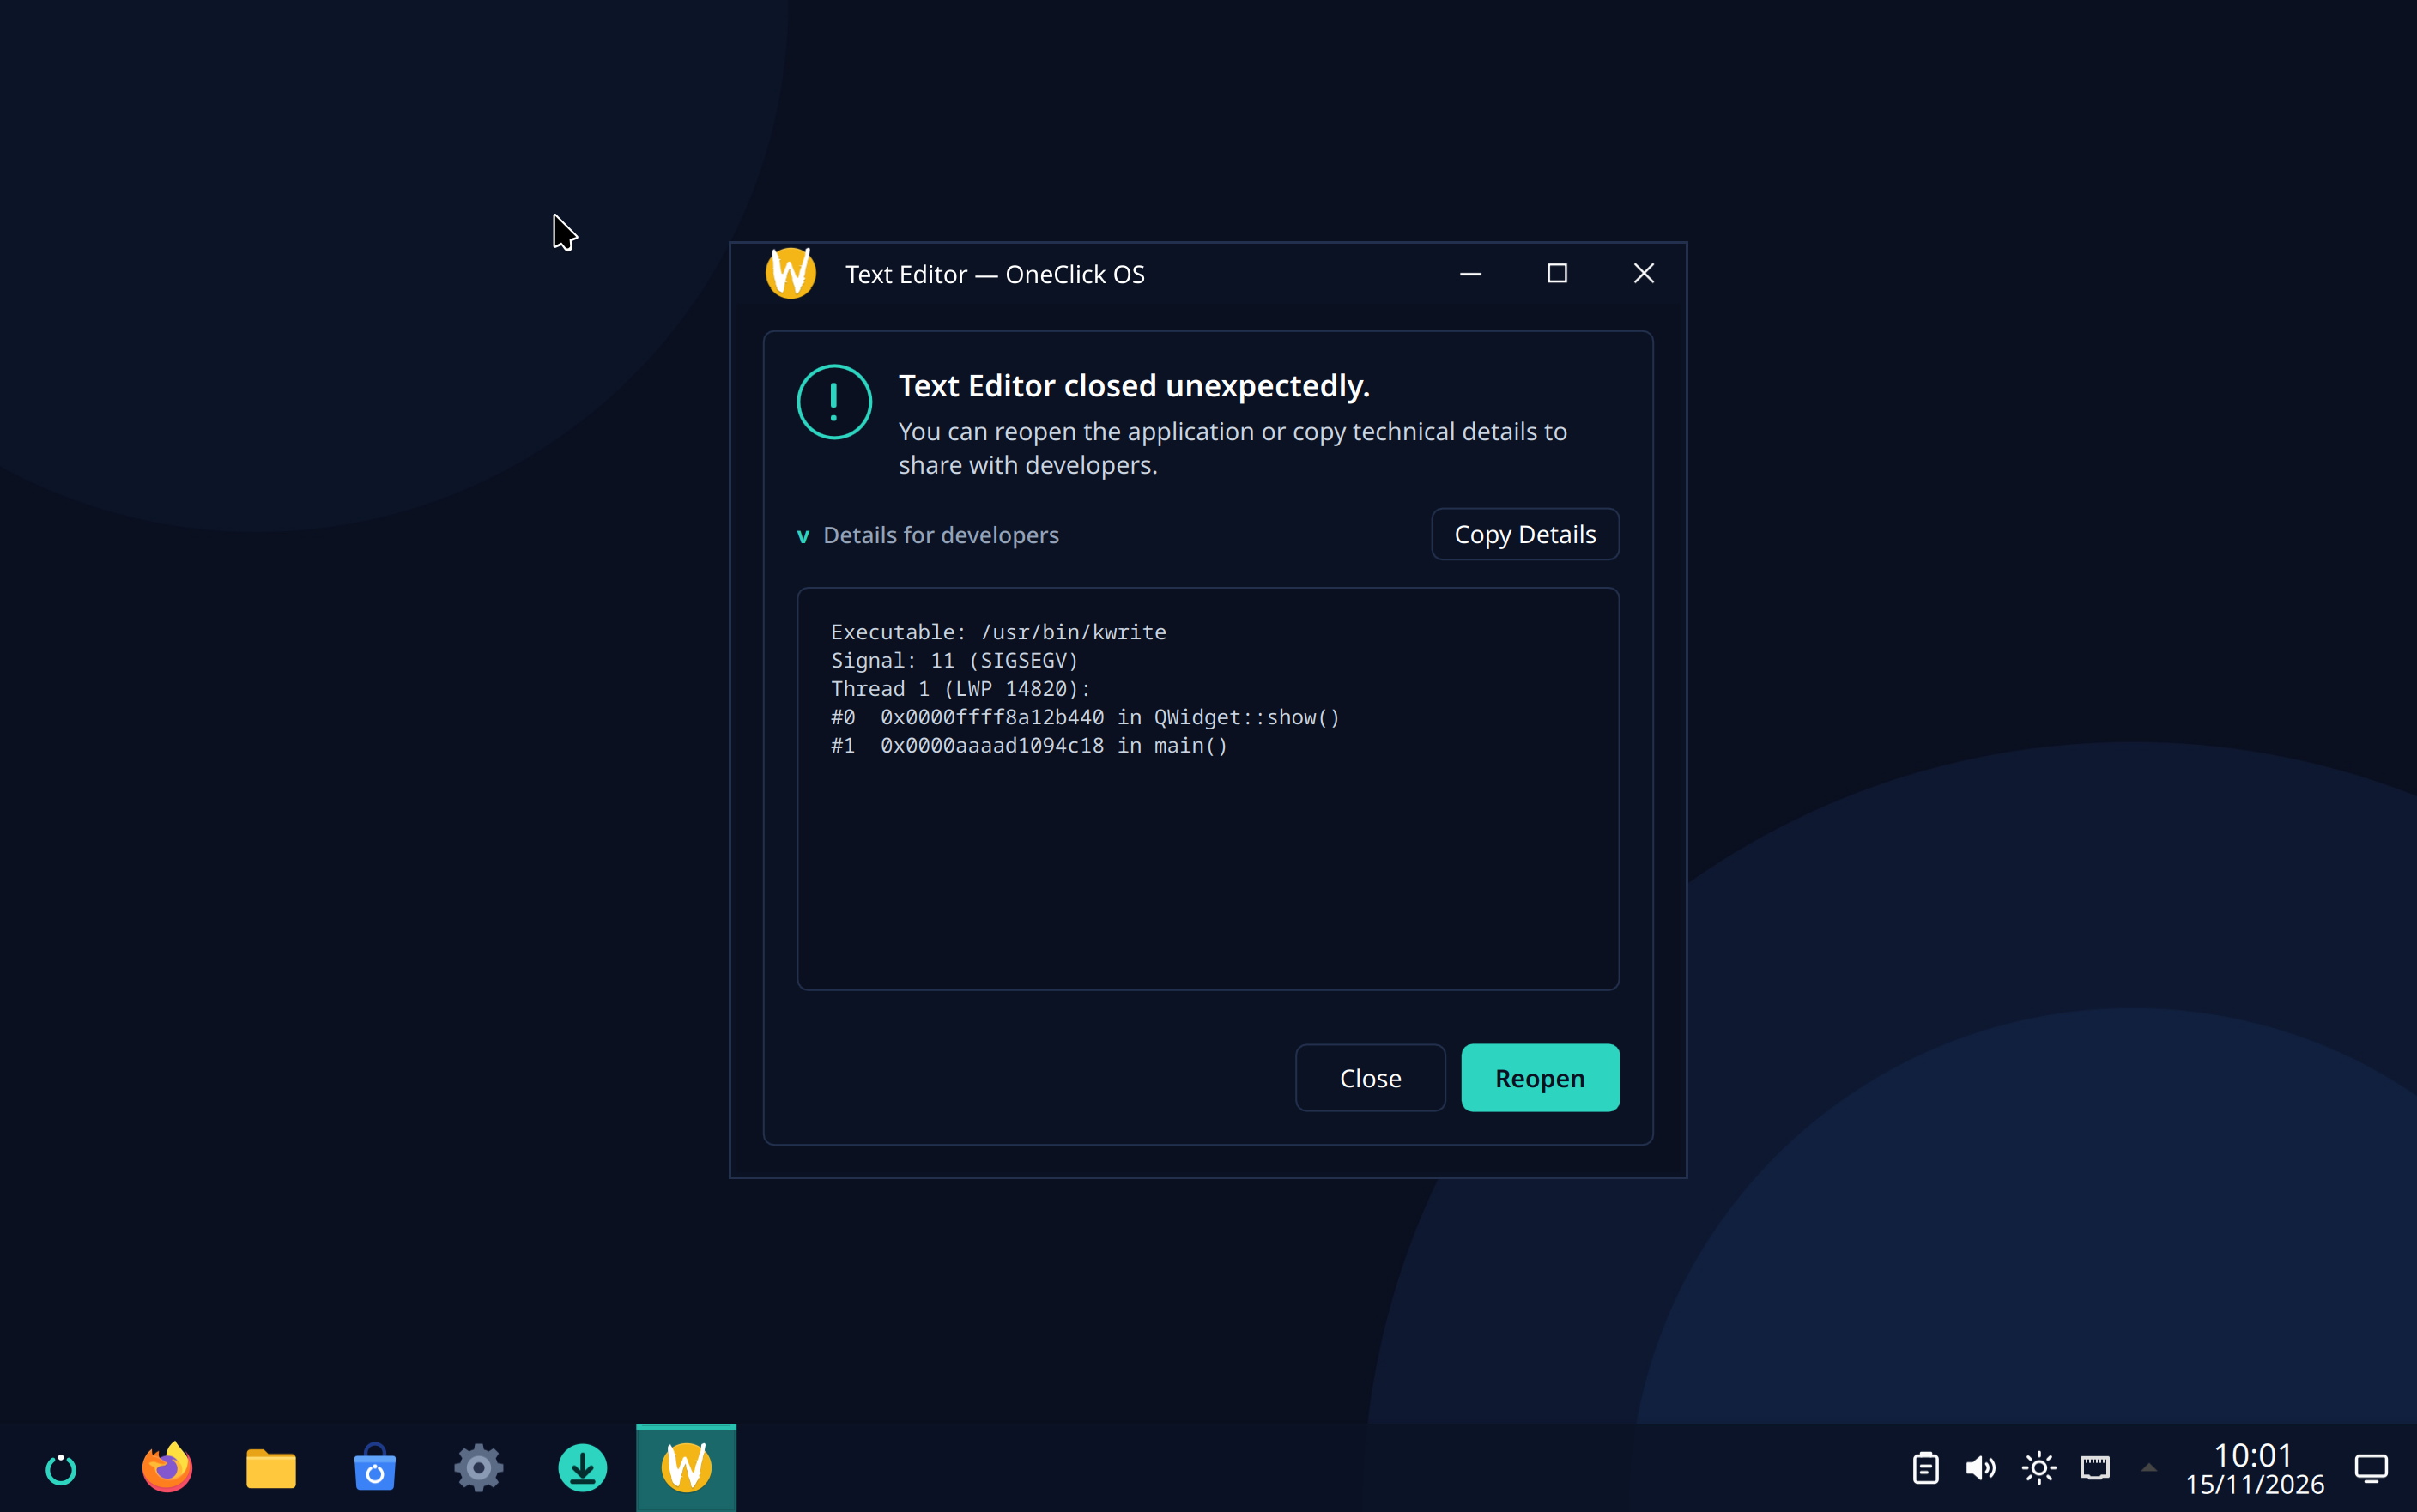 Text Editor — OneClick OS
Text Editor closed unexpectedly.
You can reopen the application or copy technical details to
share with developers.
v Details for developers
Copy Details
Executable: /usr/bin/kwrite
Signal: 11 (SIGSEGV)
Thread 1 (LWP 14820):
#0  0x0000ffff8a12b440 in QWidget::show()
#1  0x0000aaaad1094c18 in main()
Close
Reopen
10:01
15/11/2026